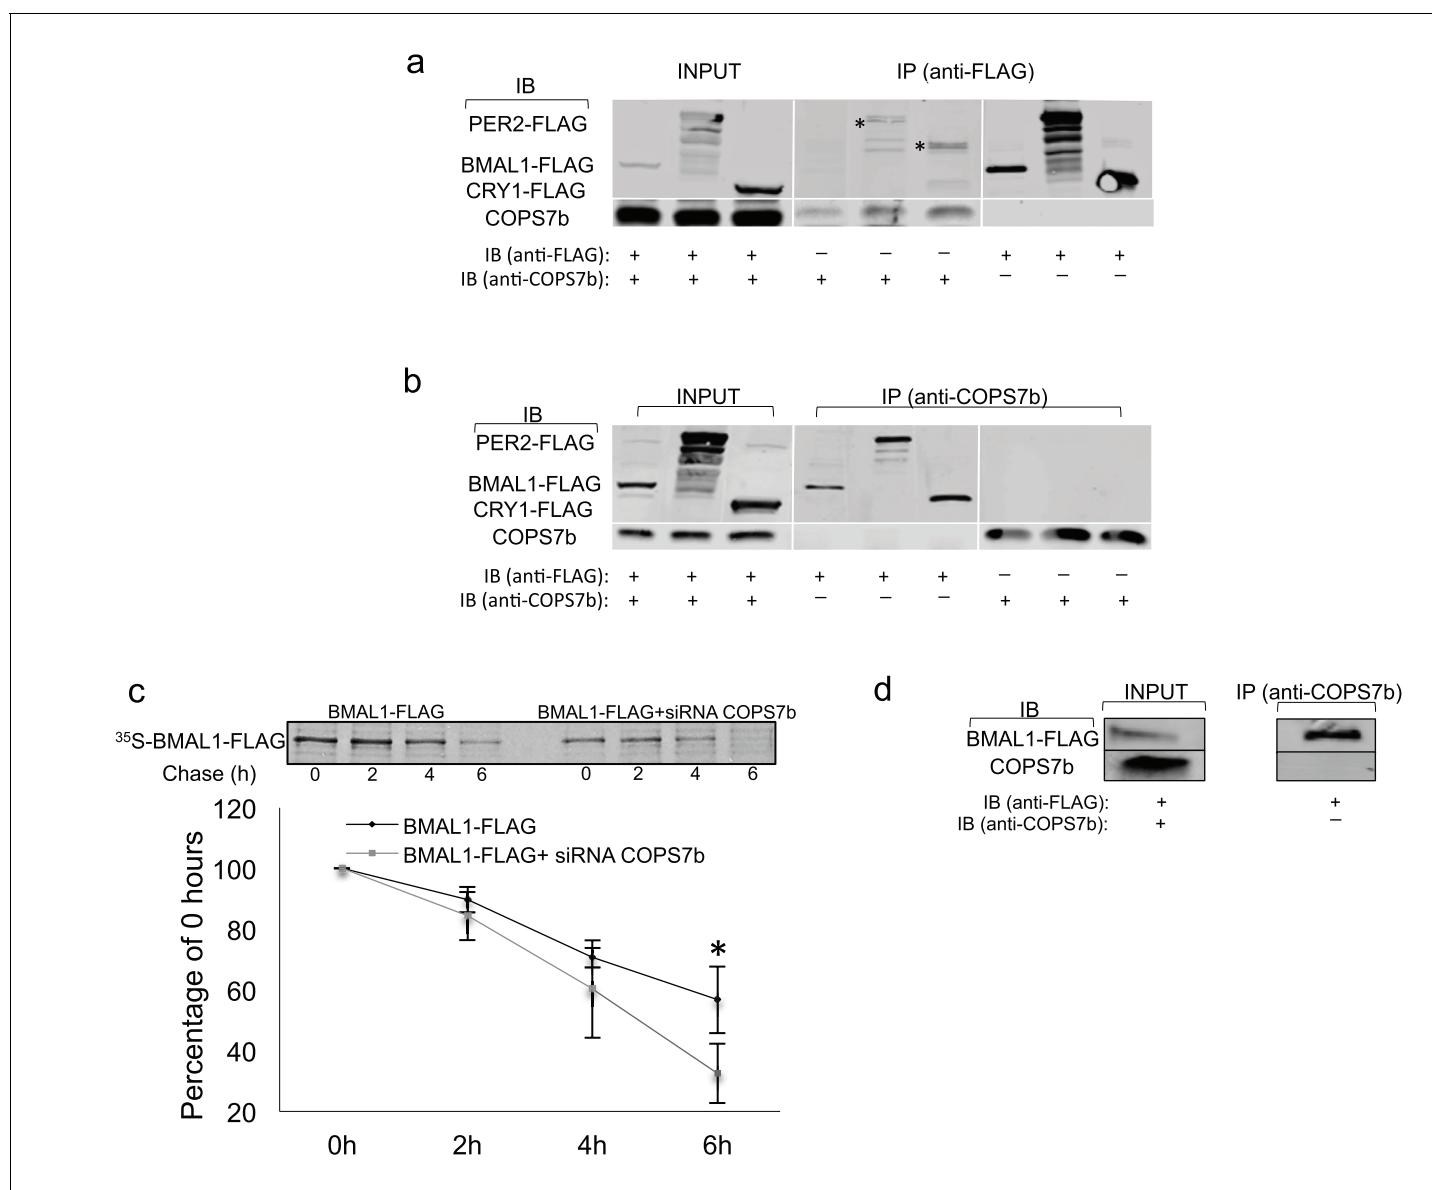 a
INPUT IP (anti-FLAG)
IB
PER2-FLAG
*
*
BMAL1-FLAG
CRY1-FLAG
COPS7b
IB (anti-FLAG): + + + – – – + + +
IB (anti-COPS7b): + + + + + + – – –
b
INPUT IP (anti-COPS7b)
IB
PER2-FLAG
BMAL1-FLAG
CRY1-FLAG
COPS7b
IB (anti-FLAG): + + + + + + – – –
IB (anti-COPS7b): + + + – – – + + +
c
BMAL1-FLAG BMAL1-FLAG+siRNA COPS7b
³⁵S-BMAL1-FLAG
Chase (h) 0 2 4 6 0 2 4 6
Percentage of 0 hours
120
100
80
60
40
20
BMAL1-FLAG
BMAL1-FLAG+ siRNA COPS7b
*
0h 2h 4h 6h
d
INPUT IP (anti-COPS7b)
IB
BMAL1-FLAG
COPS7b
IB (anti-FLAG): + +
IB (anti-COPS7b): + –